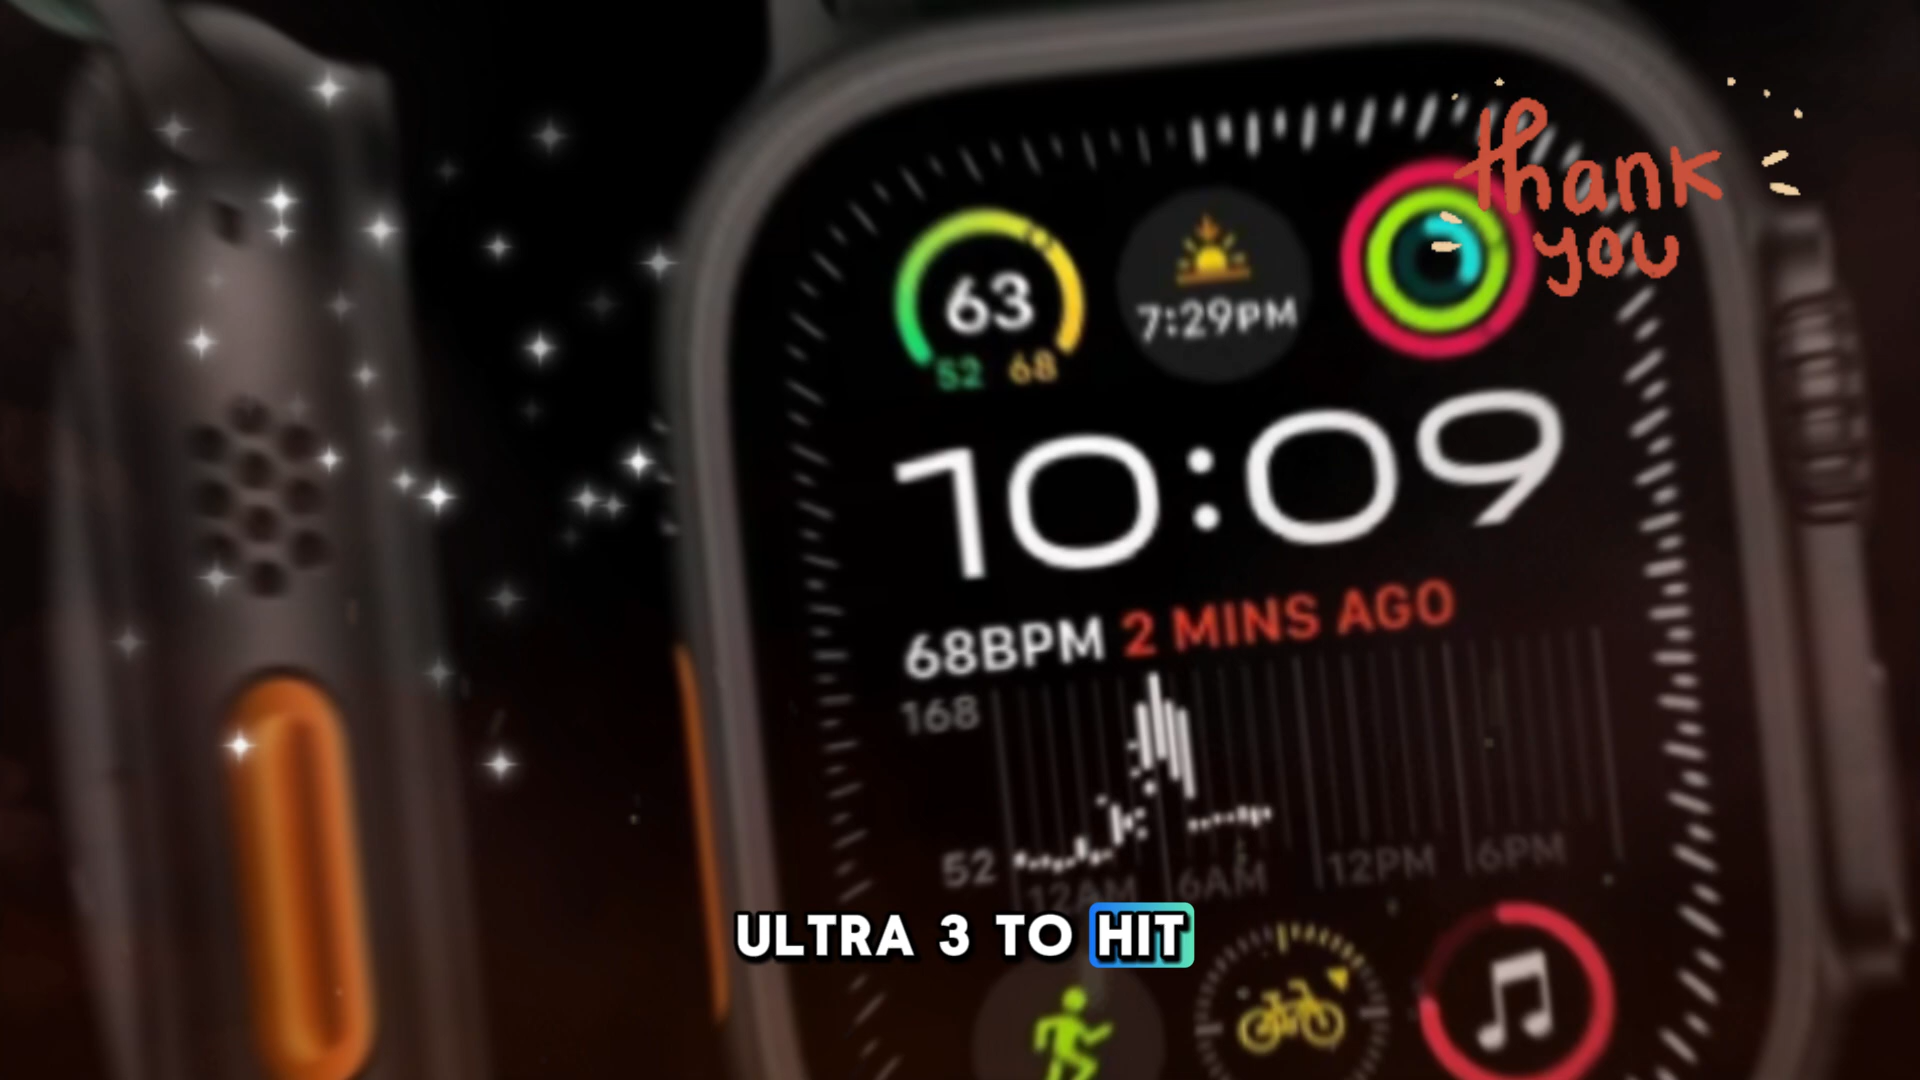 thank
you
63
52 68
7:29PM
10:09
68BPM 2 MINS AGO
168
52
12AM 6AM 12PM 6PM
ULTRA 3 TO HIT